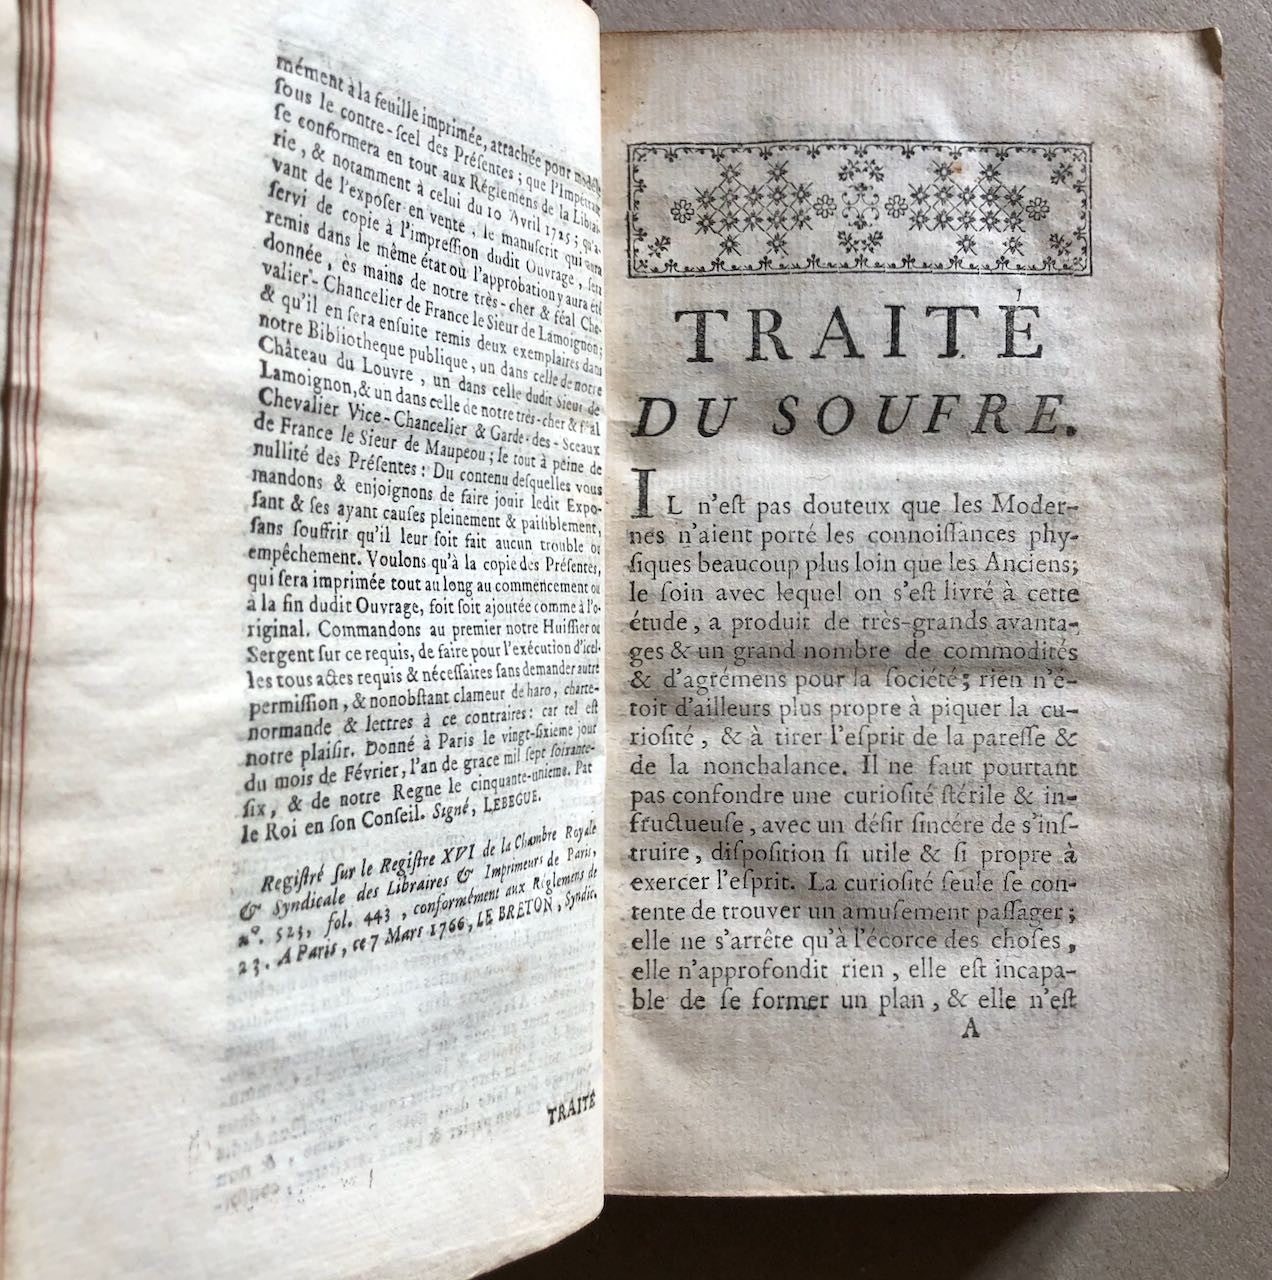 mément à la feuille imprimée, attachée pour modelle
ſous le contre-ſcel des Préſentes ; que l'Impétrant
ſe conformera en tout aux Réglemens de la Librai-
rie, & notamment à celui du 10 Avril 1725 ; qu'a-
vant de l'expoſer en vente, le manuſcrit qui aura
ſervi de copie à l'impreſſion dudit Ouvrage, ſera
remis dans le même état où l'approbation y aura été
donnée, ès mains de notre très-cher & féal Che-
valier-Chancelier de France le Sieur de Lamoignon ;
& qu'il en ſera enſuite remis deux exemplaires dans
notre Bibliotheque publique, un dans celle de notre
Château du Louvre, un dans celle dudit Sieur de
Lamoignon, & un dans celle de notre très-cher & féal
Chevalier Vice-Chancelier & Garde-des-Sceaux
de France le Sieur de Maupeou ; le tout à peine de
nullité des Préſentes : Du contenu deſquelles vous
mandons & enjoignons de faire jouir ledit Expo-
ſant & ſes ayant cauſes pleinement & paiſiblement,
ſans ſouffrir qu'il leur ſoit fait aucun trouble ou
empêchement. Voulons qu'à la copie des Préſentes,
qui ſera imprimée tout au long au commencement ou
à la fin dudit Ouvrage, foit ſoit ajoutée comme à l'o-
riginal. Commandons au premier notre Huiſſier ou
Sergent ſur ce requis, de faire pour l'exécution d'icel-
les tous actes requis & néceſſaires ſans demander autre
permiſſion, & nonobſtant clameur de haro, charte-
normande & lettres à ce contraires : car tel eſt
notre plaiſir. Donné à Paris le vingt-ſixieme jour
du mois de Février, l'an de grace mil ſept ſoixante-
ſix, & de notre Regne le cinquante-unieme. Par
le Roi en ſon Conſeil. Signé, LEBEGUE.
Regiſtré ſur le Regiſtre XVI de la Chambre Royale
& Syndicale des Libraires & Imprimeurs de Paris,
nº. 523, fol. 443, conformément aux Réglemens de
23. A Paris, ce 7 Mars 1766, LE BRETON, Syndic.
TRAITÉ
TRAITÉ
DU SOUFRE.
IL n'eſt pas douteux que les Moder-
nes n'aient porté les connoiſſances phy-
ſiques beaucoup plus loin que les Anciens ;
le ſoin avec lequel on s'eſt livré à cette
étude, a produit de très-grands avanta-
ges & un grand nombre de commodités
& d'agrémens pour la ſociété ; rien n'é-
toit d'ailleurs plus propre à piquer la cu-
rioſité, & à tirer l'eſprit de la pareſſe &
de la nonchalance. Il ne faut pourtant
pas confondre une curioſité ſtérile & in-
fructueuſe, avec un déſir ſincére de s'inſ-
truire, diſpoſition ſi utile & ſi propre à
exercer l'eſprit. La curioſité ſeule ſe con-
tente de trouver un amuſement paſſager ;
elle ne s'arrête qu'à l'écorce des choſes,
elle n'approfondit rien, elle eſt incapa-
ble de ſe former un plan, & elle n'eſt
A